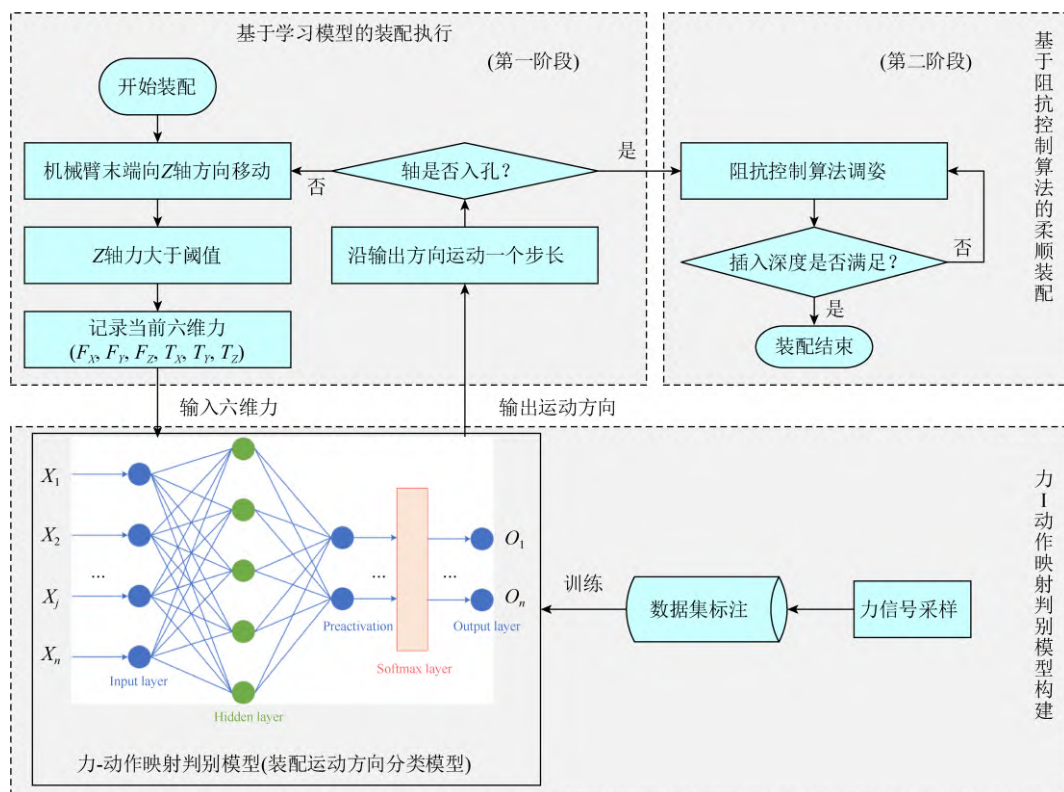 基于学习模型的装配执行
(第一阶段)
开始装配
机械臂末端向Z轴方向移动
Z轴力大于阈值
记录当前六维力
(F_X, F_Y, F_Z, T_X, T_Y, T_Z)
轴是否入孔?
否
是
沿输出方向运动一个步长
(第二阶段)
阻抗控制算法调姿
插入深度是否满足?
否
是
装配结束
基于阻抗控制算法的柔顺装配
输入六维力
输出运动方向
X_1
X_2
...
X_j
X_n
Input layer
Hidden layer
Preactivation
...
Softmax layer
...
Output layer
O_1
O_n
力-动作映射判别模型(装配运动方向分类模型)
训练
数据集标注
力信号采样
力I动作映射判别模型构建